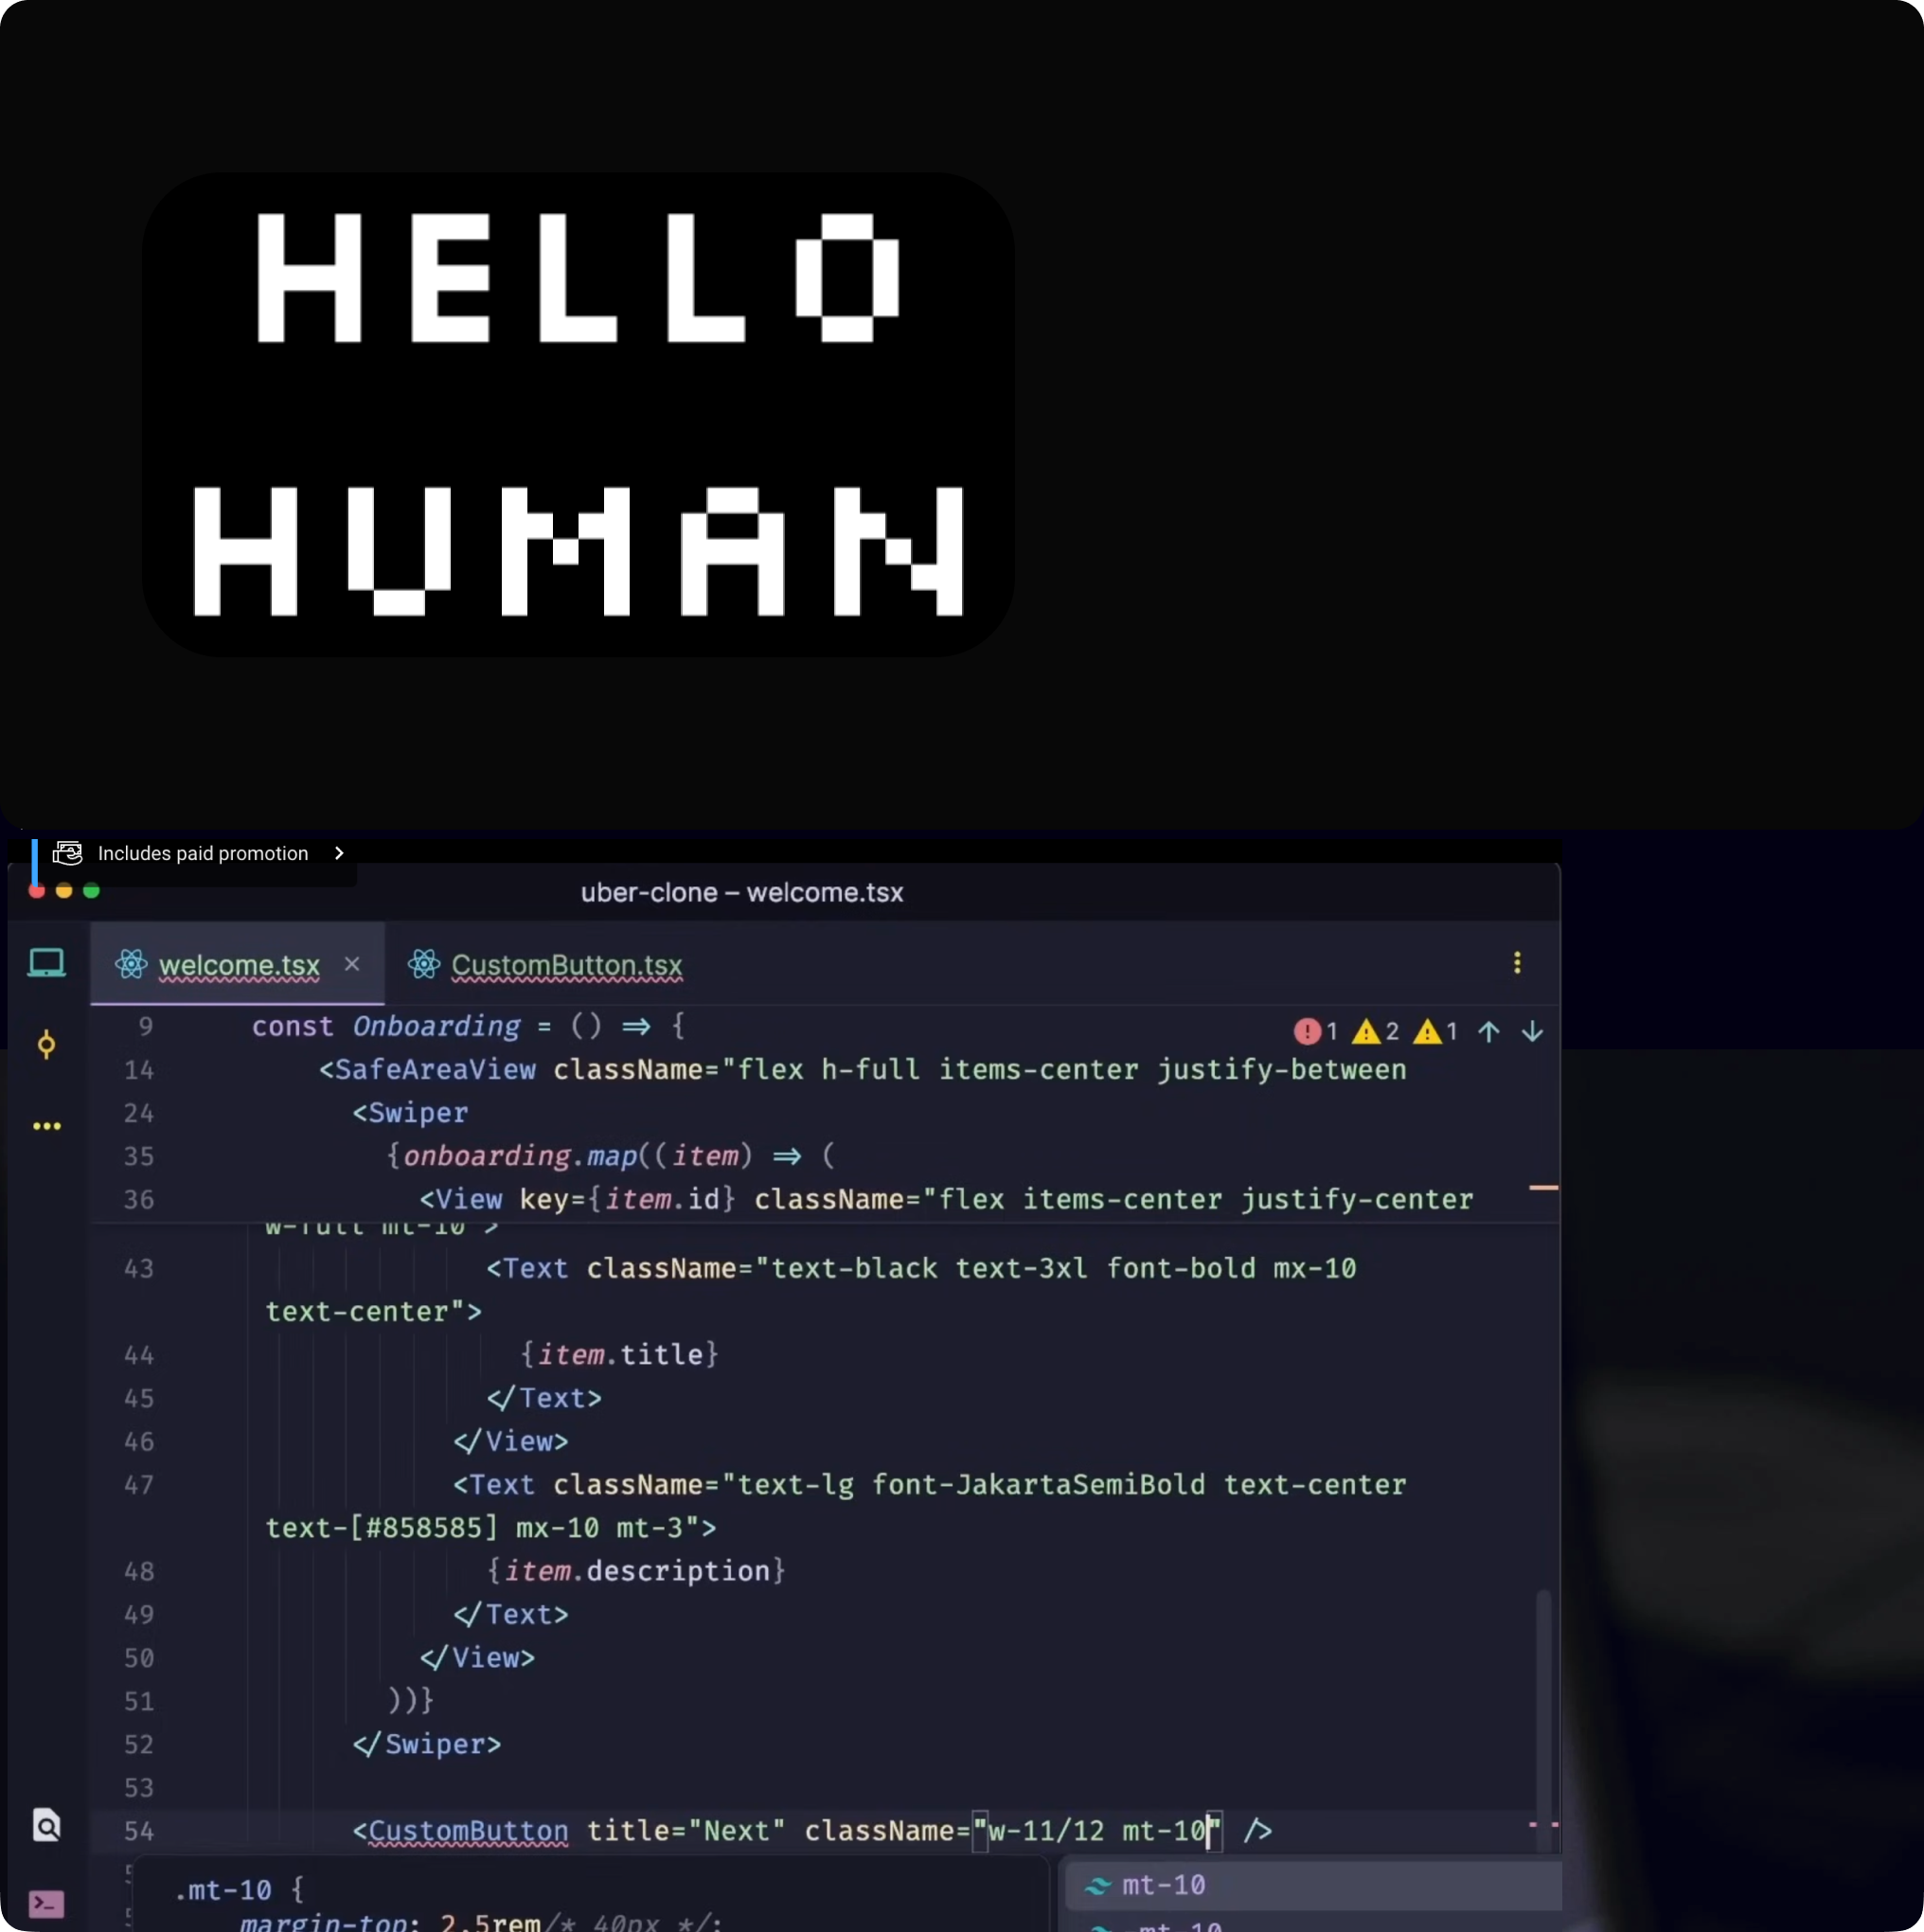 HELLO
HUMAN
Includes paid promotion
uber-clone – welcome.tsx
welcome.tsx × CustomButton.tsx
9 const Onboarding = () => { 1 2 1
14 <SafeAreaView className="flex h-full items-center justify-between
24 <Swiper
35 {onboarding.map((item) => (
36 <View key={item.id} className="flex items-center justify-center
w-full mt-10">
43 <Text className="text-black text-3xl font-bold mx-10
text-center">
44 {item.title}
45 </Text>
46 </View>
47 <Text className="text-lg font-JakartaSemiBold text-center
text-[#858585] mx-10 mt-3">
48 {item.description}
49 </Text>
50 </View>
51 ))}
52 </Swiper>
53
54 <CustomButton title="Next" className="w-11/12 mt-10" />
.mt-10 { mt-10
margin-top: 2.5rem/* 40px */; -mt-10